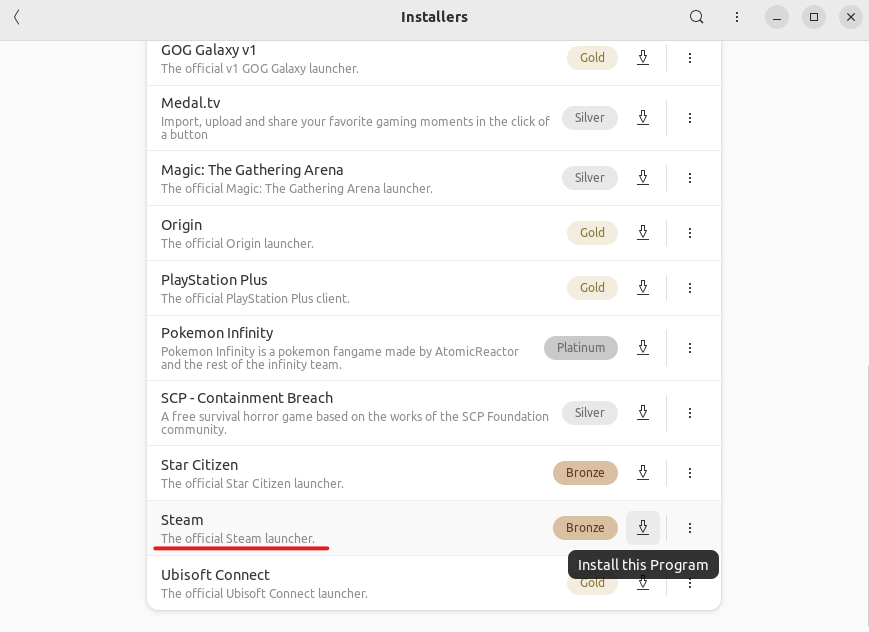 Installers
GOG Galaxy v1
The official v1 GOG Galaxy launcher.
Gold
Medal.tv
Import, upload and share your favorite gaming moments in the click of
a button
Silver
Magic: The Gathering Arena
The official Magic: The Gathering Arena launcher.
Silver
Origin
The official Origin launcher.
Gold
PlayStation Plus
The official PlayStation Plus client.
Gold
Pokemon Infinity
Pokemon Infinity is a pokemon fangame made by AtomicReactor
and the rest of the infinity team.
Platinum
SCP - Containment Breach
A free survival horror game based on the works of the SCP Foundation
community.
Silver
Star Citizen
The official Star Citizen launcher.
Bronze
Steam
The official Steam launcher.
Bronze
Install this Program
Ubisoft Connect
The official Ubisoft Connect launcher.
Gold